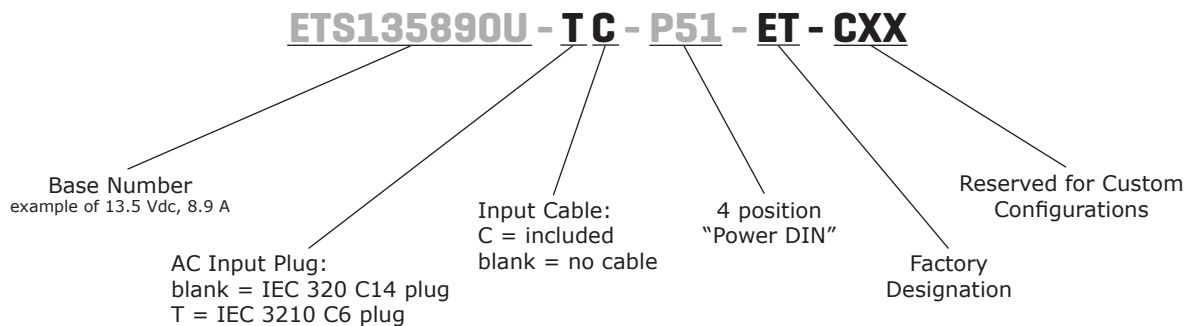 ETS135890U - T C - P51 - ET - CXX
Base Number
example of 13.5 Vdc, 8.9 A
AC Input Plug:
blank = IEC 320 C14 plug
T = IEC 3210 C6 plug
Input Cable:
C = included
blank = no cable
4 position
“Power DIN”
Factory
Designation
Reserved for Custom
Configurations